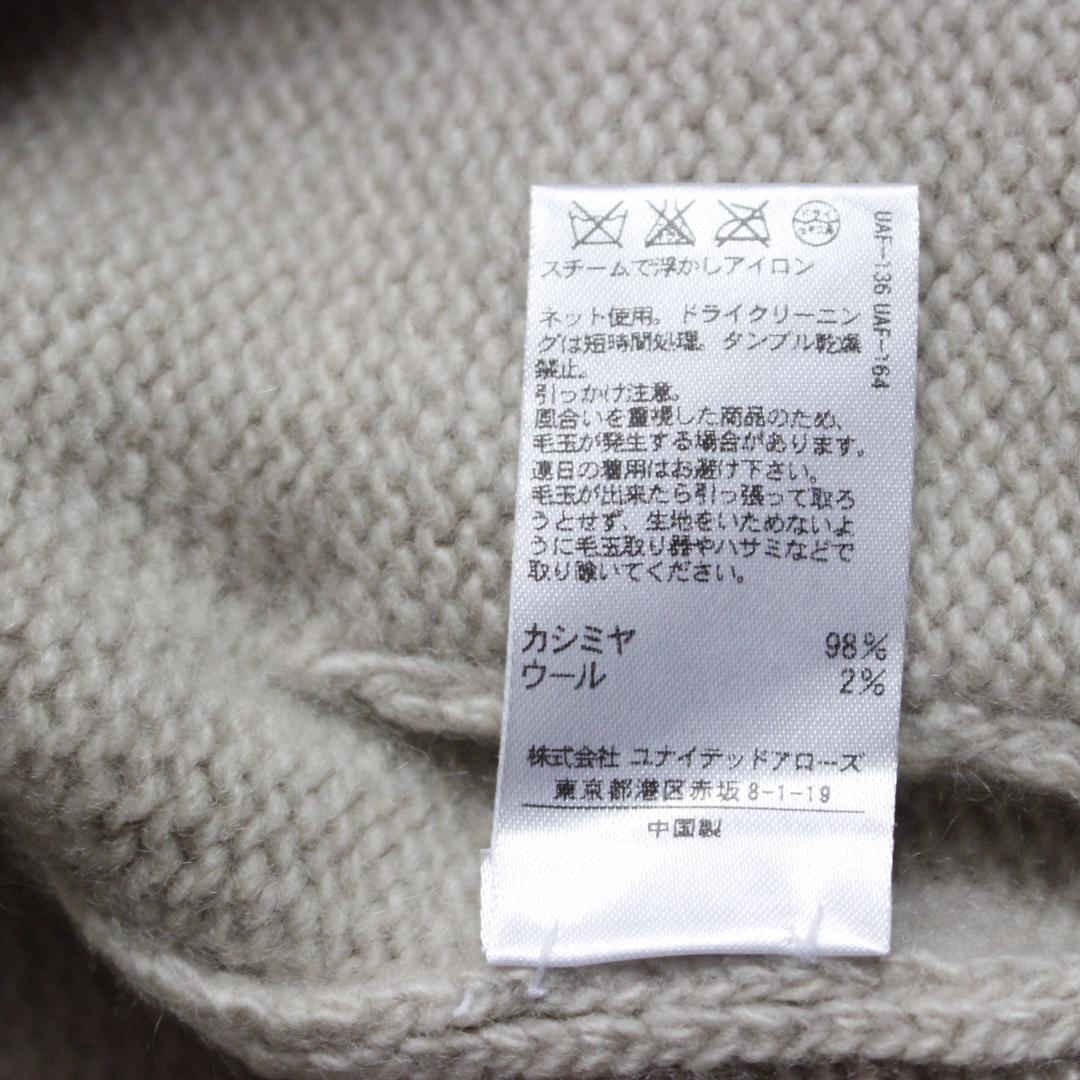 ドライ
セキユ系
スチームで浮かしアイロン
ネット使用。ドライクリーニン
グは短時間処理。タンブル乾燥
禁止。
引っかけ注意。
風合いを重視した商品のため、
毛玉が発生する場合があります。
連日の着用はお避け下さい。
毛玉が出来たら引っ張って取ろ
うとせず、生地をいためないよ
うに毛玉取り器やハサミなどで
取り除いてください。
カシミヤ 98%
ウール 2%
株式会社 ユナイテッドアローズ
東京都港区赤坂8-1-19
中国製
UAF-136 UAF-164